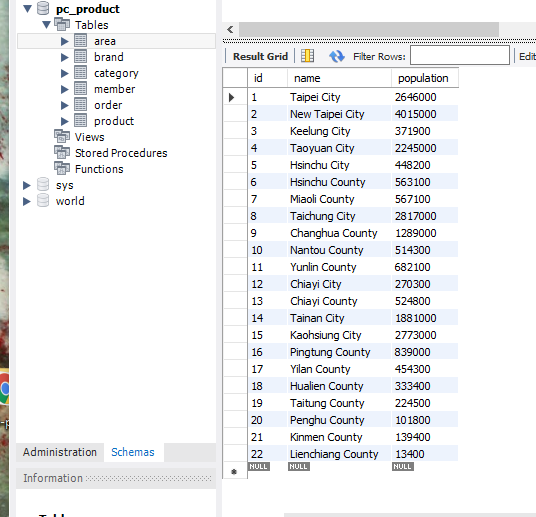 pc_product
Tables
area
brand
category
member
order
product
Views
Stored Procedures
Functions
sys
world
Administration Schemas
Information
Result Grid Filter Rows: Edit
id name population
1 Taipei City 2646000
2 New Taipei City 4015000
3 Keelung City 371900
4 Taoyuan City 2245000
5 Hsinchu City 448200
6 Hsinchu County 563100
7 Miaoli County 567100
8 Taichung City 2817000
9 Changhua County 1289000
10 Nantou County 514300
11 Yunlin County 682100
12 Chiayi City 270300
13 Chiayi County 524800
14 Tainan City 1881000
15 Kaohsiung City 2773000
16 Pingtung County 839000
17 Yilan County 454300
18 Hualien County 333400
19 Taitung County 224500
20 Penghu County 101800
21 Kinmen County 139400
22 Lienchiang County 13400
NULL NULL NULL